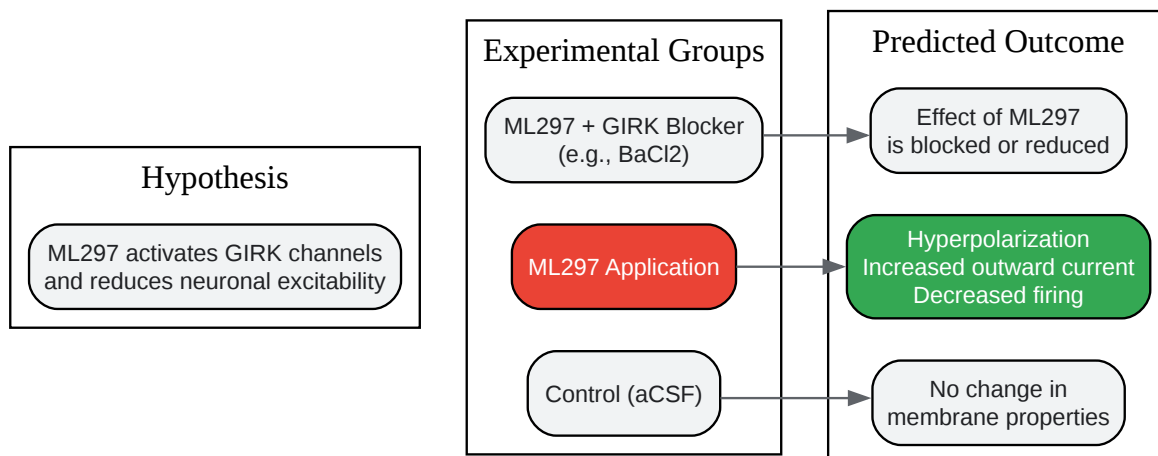 Hypothesis
ML297 activates GIRK channels
and reduces neuronal excitability
Experimental Groups
ML297 + GIRK Blocker
(e.g., BaCl2)
ML297 Application
Control (aCSF)
Predicted Outcome
Effect of ML297
is blocked or reduced
Hyperpolarization
Increased outward current
Decreased firing
No change in
membrane properties